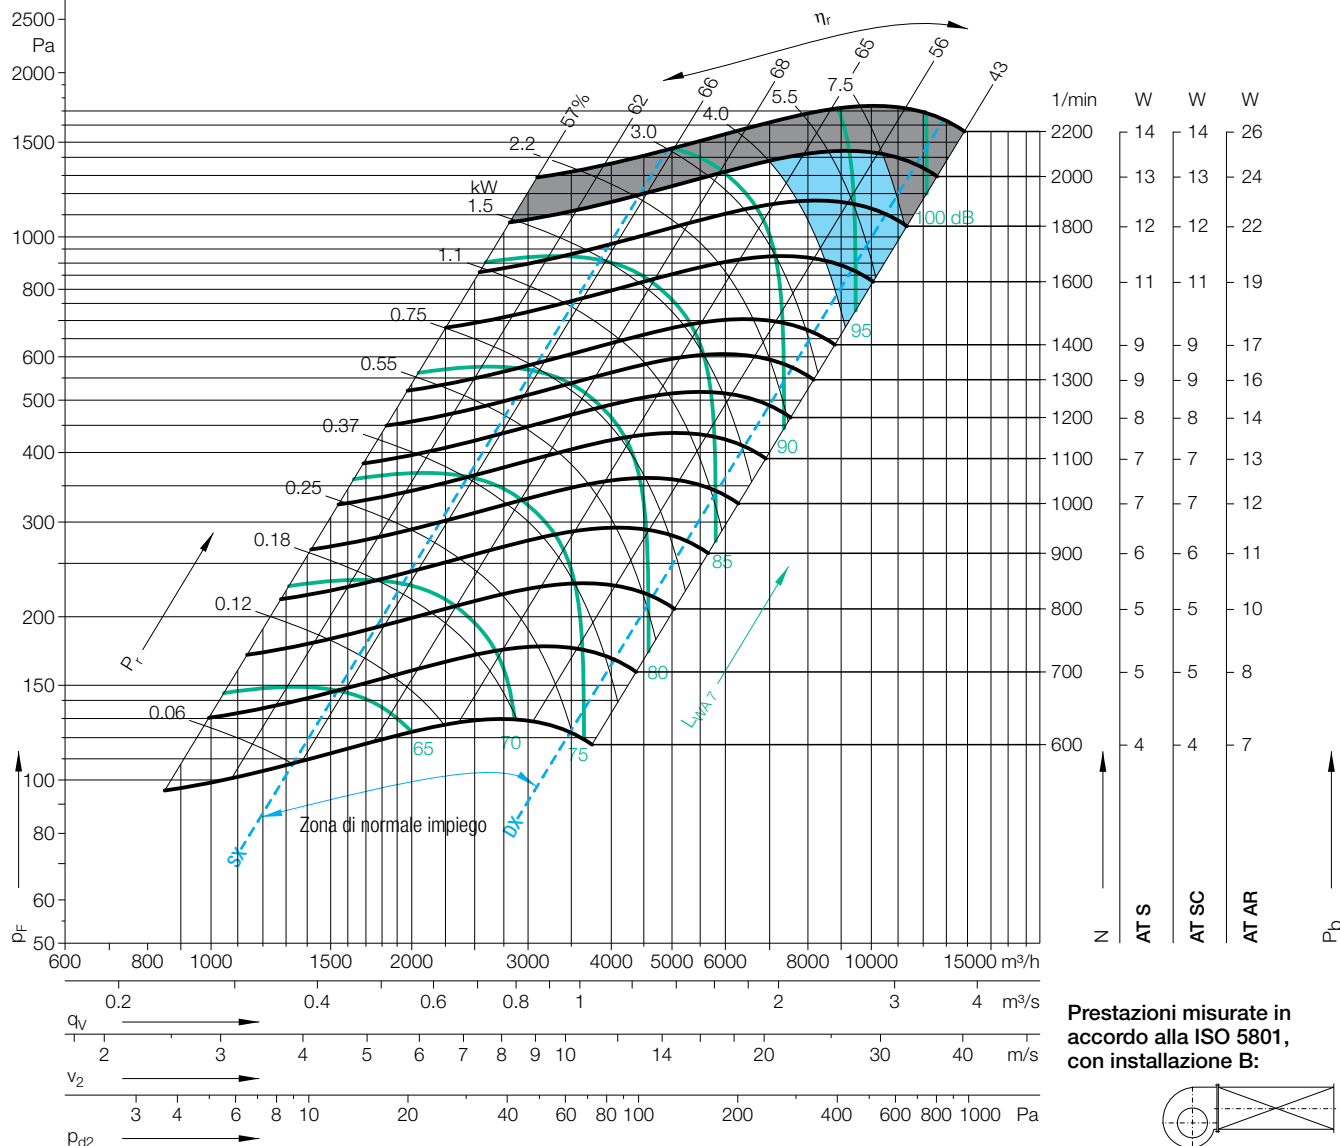 2500
Pa
2000
1500
1000
800
600
500
400
300
200
150
100
80
60
50
p_F
P_r
η_r
57%
62
66
68
65
56
43
kW
7.5
5.5
4.0
3.0
2.2
1.5
1.1
0.75
0.55
0.37
0.25
0.18
0.12
0.06
100 dB
95
90
85
80
75
70
65
L_WA 7
SX
DX
Zona di normale impiego
1/min W W W
2200 14 14 26
2000 13 13 24
1800 12 12 22
1600 11 11 19
1400 9 9 17
1300 9 9 16
1200 8 8 14
1100 7 7 13
1000 7 7 12
900 6 6 11
800 5 5 10
700 5 5 8
600 4 4 7
N
AT S
AT SC
AT AR
P_b
600 800 1000 1500 2000 3000 4000 5000 6000 8000 10000 15000 m³/h
0.2 0.4 0.6 0.8 1 2 3 4 m³/s
q_V
2 3 4 5 6 7 8 9 10 14 20 30 40 m/s
v_2
3 4 6 8 10 20 40 60 80 100 200 400 600 800 1000 Pa
p_d2
Prestazioni misurate in
accordo alla ISO 5801,
con installazione B: